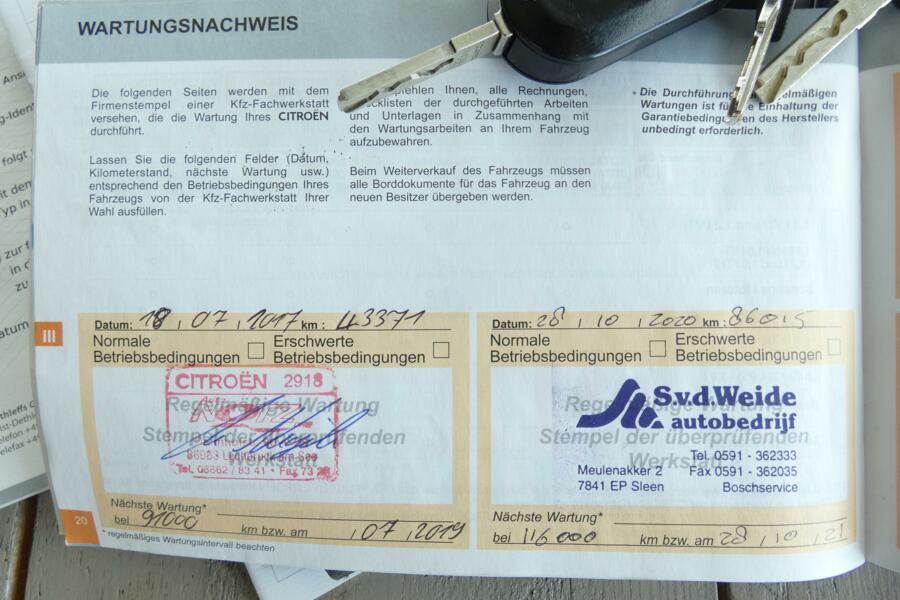 WARTUNGSNACHWEIS
Die folgenden Seiten werden mit dem
Firmenstempel einer Kfz-Fachwerkstatt
versehen, die die Wartung Ihres CITROËN
durchführt.
Lassen Sie die folgenden Felder (Datum,
Kilometerstand, nächste Wartung usw.)
entsprechend den Betriebsbedingungen Ihres
Fahrzeugs von der Kfz-Fachwerkstatt Ihrer
Wahl ausfüllen.
Ihnen, alle Rechnungen,
der durchgeführten Arbeiten
und Unterlagen in Zusammenhang mit
den Wartungsarbeiten an Ihrem Fahrzeug
aufzubewahren.
Beim Weiterverkauf des Fahrzeugs müssen
alle Borddokumente für das Fahrzeug an den
neuen Besitzer übergeben werden.
• Die
Wartungen ist Einhaltung der
des Herstellers
unbedingt erforderlich.
III
Datum: 18, 07, 2017 km: 43371
Normale Erschwerte
Betriebsbedingungen Betriebsbedingungen
CITROËN 2918
Regelmäßige Wartung
Stempel der überprüfenden
Werkstatt
Nächste Wartung*
bei 91000 km bzw. am , 07, 2019
* regelmäßiges Wartungsintervall beachten
20
Datum: 28, 10, 2020 km: 86015
Normale Erschwerte
Betriebsbedingungen Betriebsbedingungen
S.v.d.Weide
autobedrijf
Regelmäßige Wartung
Stempel der überprüfenden
Werkstatt
Tel. 0591 - 362333
Meulenakker 2 Fax 0591 - 362035
7841 EP Sleen Boschservice
Nächste Wartung*
bei 116000 km bzw. am 28, 10, 21